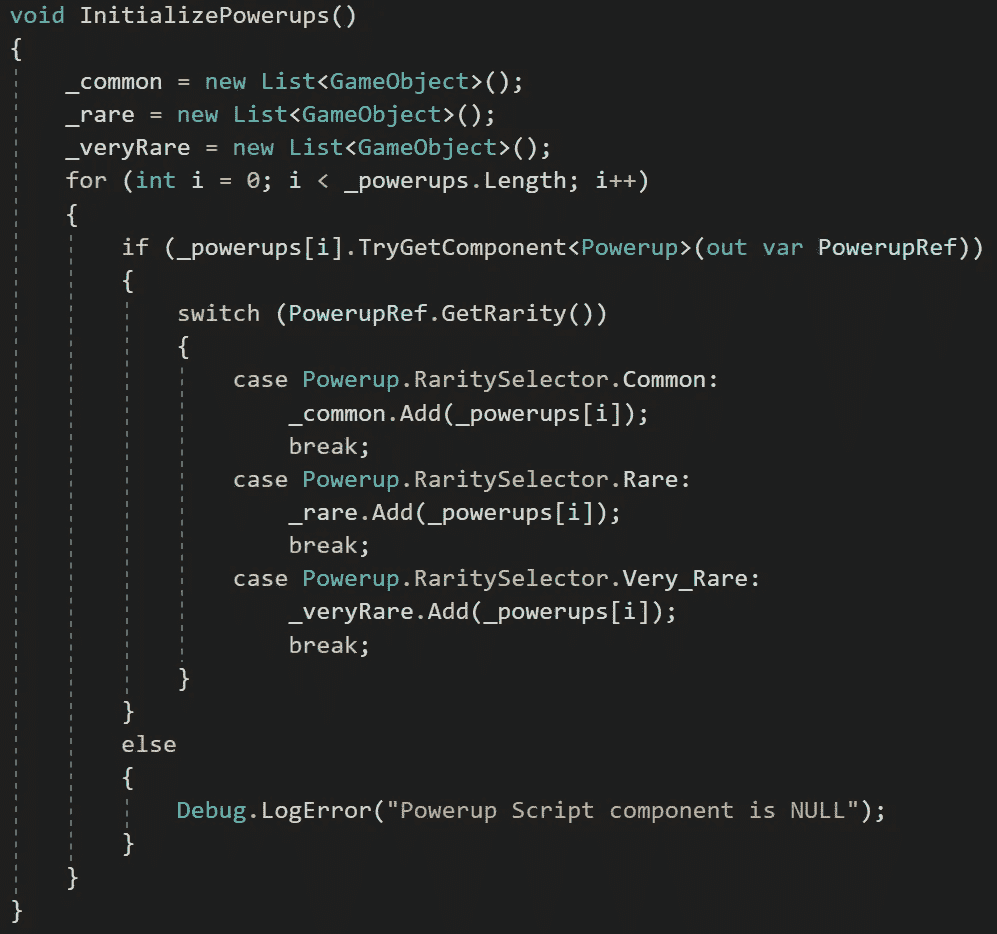 void InitializePowerups()
{
    _common = new List<GameObject>();
    _rare = new List<GameObject>();
    _veryRare = new List<GameObject>();
    for (int i = 0; i < _powerups.Length; i++)
    {
        if (_powerups[i].TryGetComponent<Powerup>(out var PowerupRef))
        {
            switch (PowerupRef.GetRarity())
            {
                case Powerup.RaritySelector.Common:
                    _common.Add(_powerups[i]);
                    break;
                case Powerup.RaritySelector.Rare:
                    _rare.Add(_powerups[i]);
                    break;
                case Powerup.RaritySelector.Very_Rare:
                    _veryRare.Add(_powerups[i]);
                    break;
            }
        }
        else
        {
            Debug.LogError("Powerup Script component is NULL");
        }
    }
}